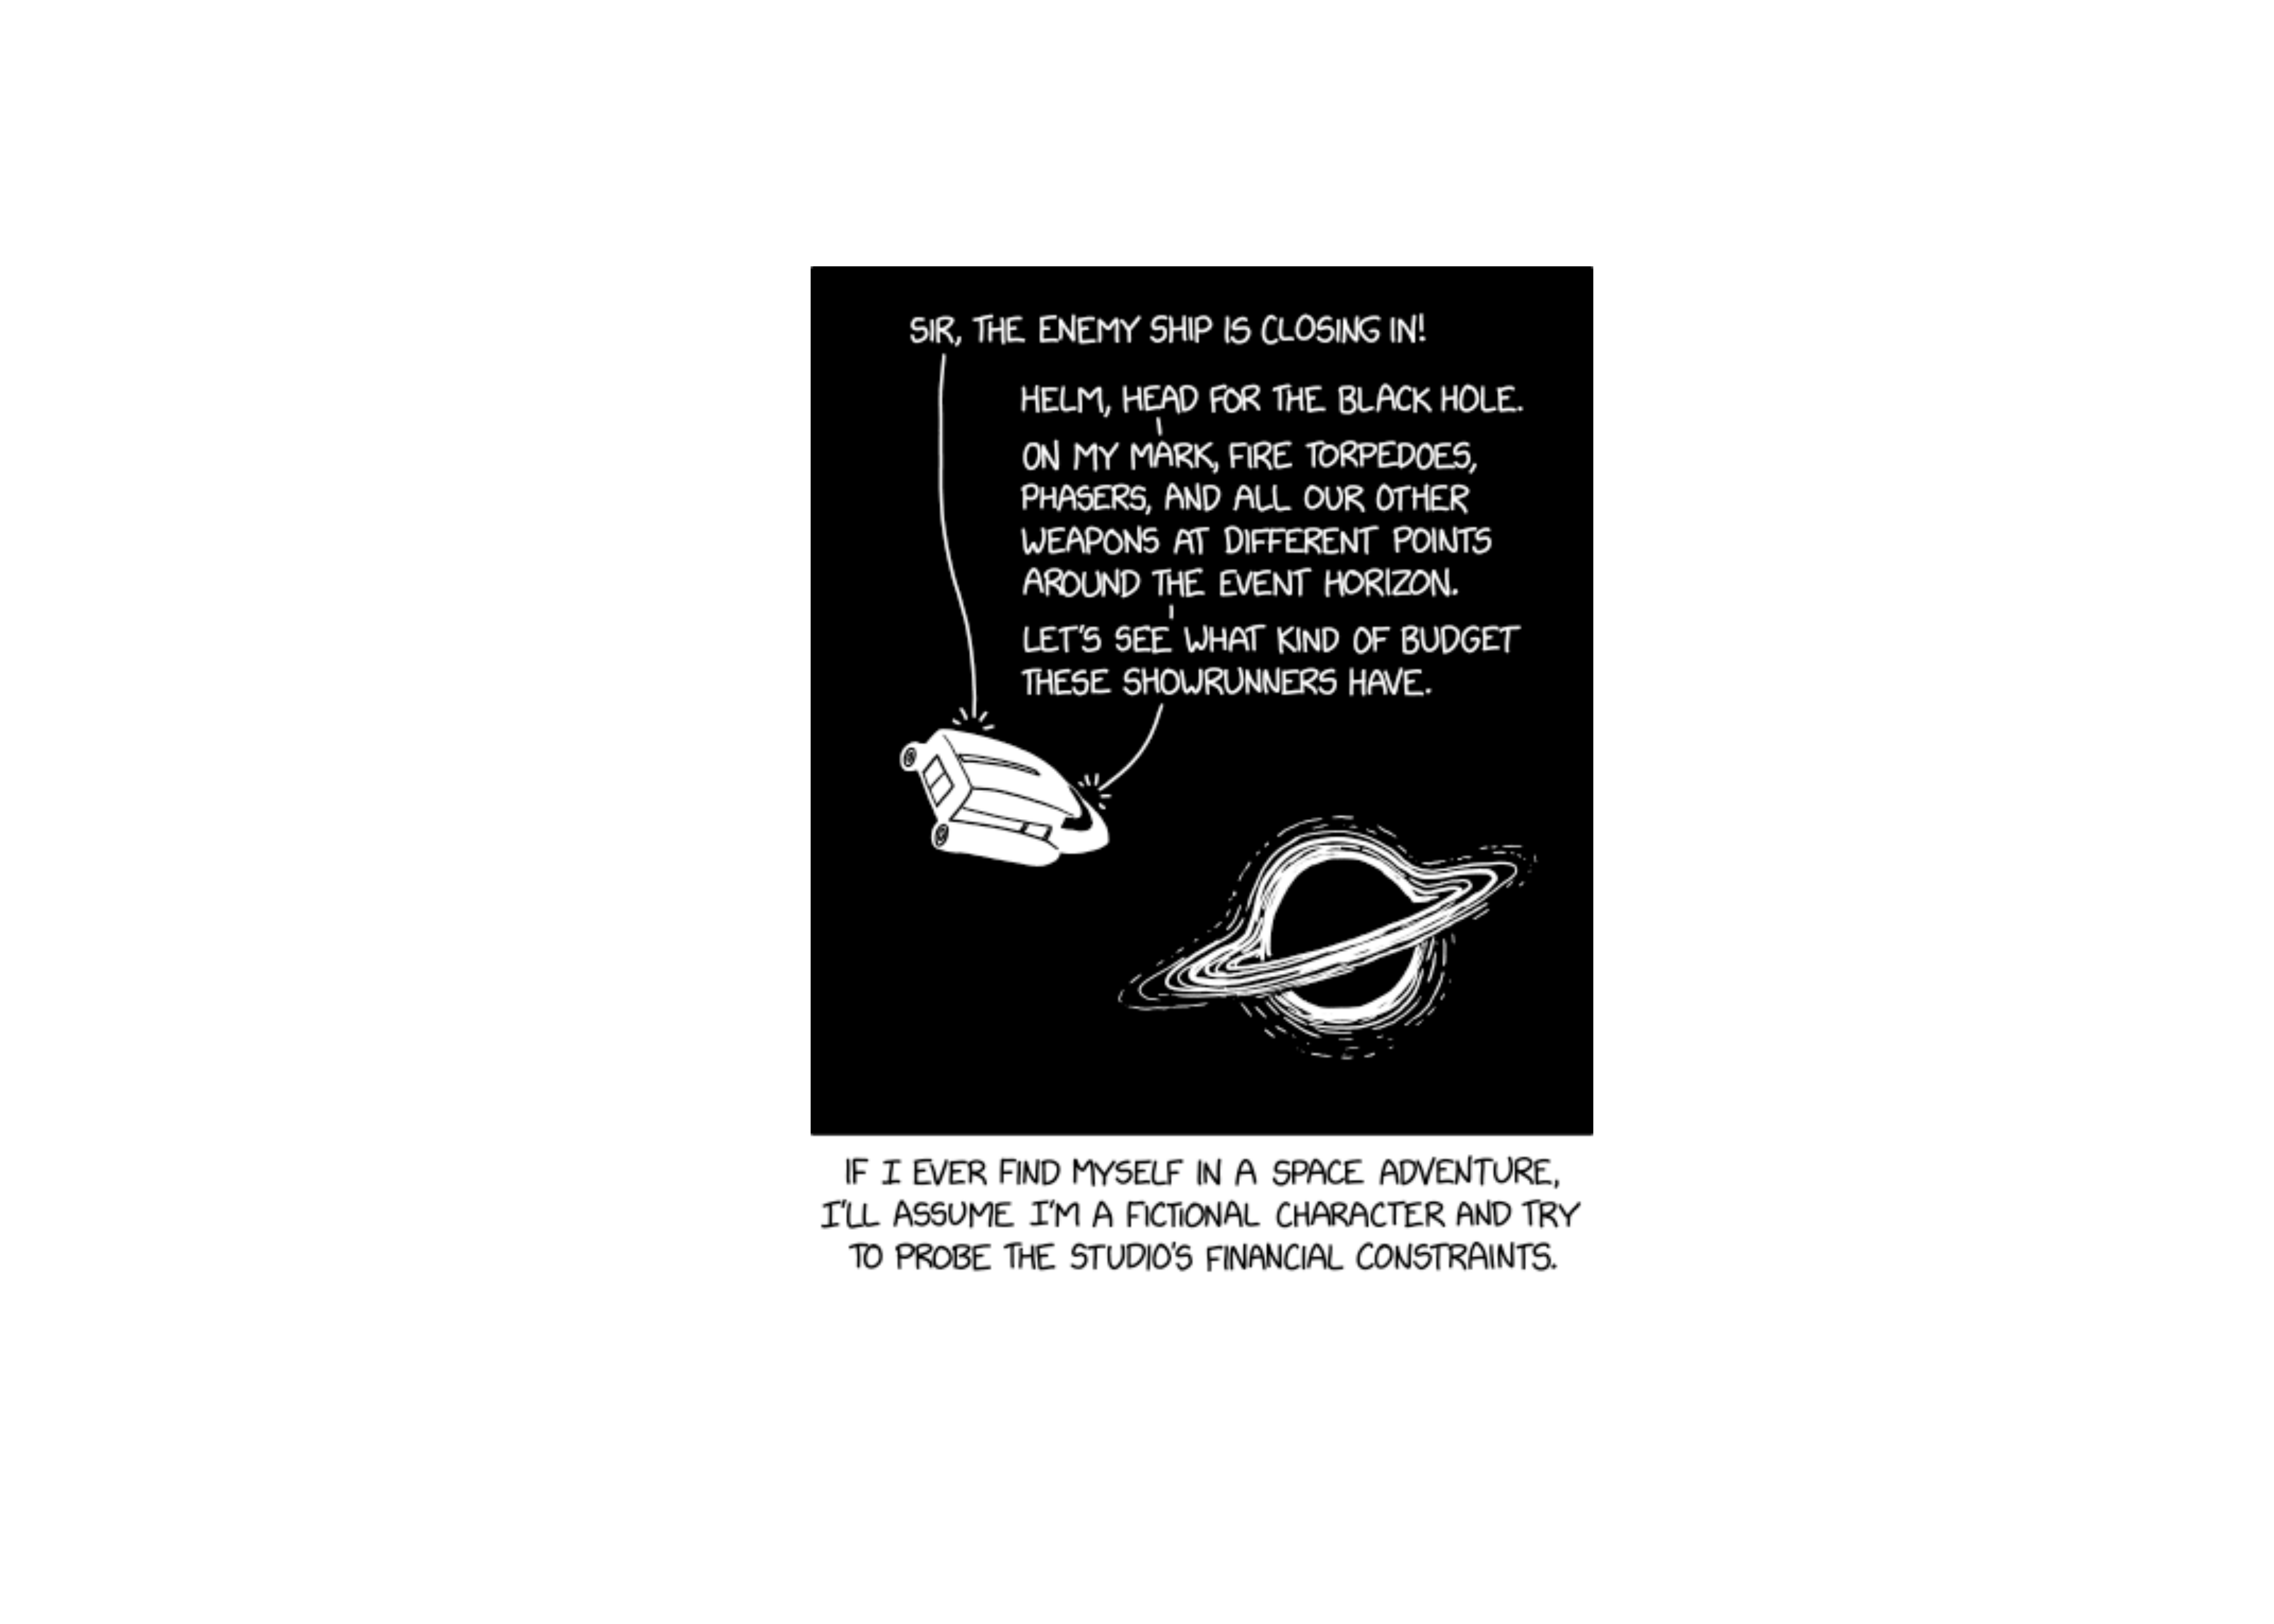 SIR, THE ENEMY SHIP IS CLOSING IN!
HELM, HEAD FOR THE BLACK HOLE.
ON MY MARK, FIRE TORPEDOES,
PHASERS, AND ALL OUR OTHER
WEAPONS AT DIFFERENT POINTS
AROUND THE EVENT HORIZON.
LET'S SEE WHAT KIND OF BUDGET
THESE SHOWRUNNERS HAVE.
IF I EVER FIND MYSELF IN A SPACE ADVENTURE,
I'LL ASSUME I'M A FICTIONAL CHARACTER AND TRY
TO PROBE THE STUDIO'S FINANCIAL CONSTRAINTS.